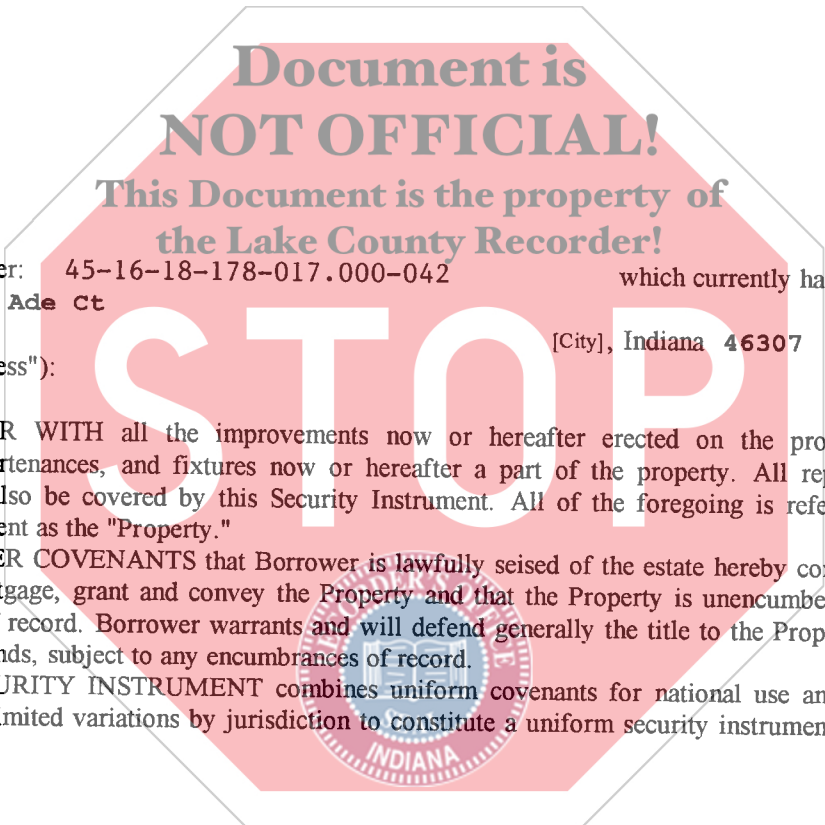 Document is
NOT OFFICIAL!
This Document is the property of
the Lake County Recorder!
er: 45-16-18-178-017.000-042 which currently ha
Ade Ct
[City], Indiana 46307
ess"):
STOP
R WITH all the improvements now or hereafter erected on the pro
rtenances, and fixtures now or hereafter a part of the property. All rep
lso be covered by this Security Instrument. All of the foregoing is refe
ent as the "Property."
ER COVENANTS that Borrower is lawfully seised of the estate hereby co
tgage, grant and convey the Property and that the Property is unencumbe
record. Borrower warrants and will defend generally the title to the Prop
nds, subject to any encumbrances of record.
URITY INSTRUMENT combines uniform covenants for national use an
imited variations by jurisdiction to constitute a uniform security instrumen
RECORDER'S OFFICE
INDIANA